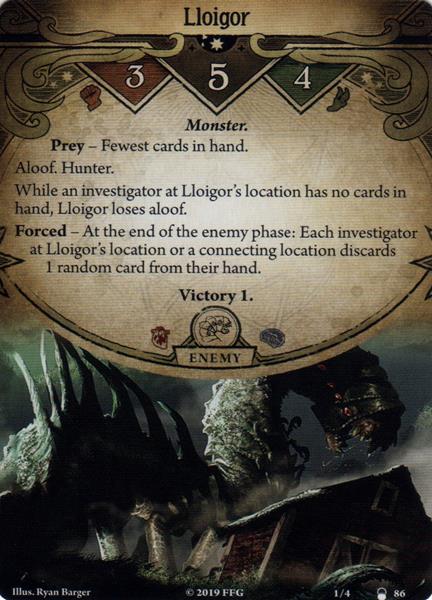 Lloigor
3 5 4
Monster.
Prey – Fewest cards in hand.
Aloof. Hunter.
While an investigator at Lloigor's location has no cards in
hand, Lloigor loses aloof.
Forced – At the end of the enemy phase: Each investigator
at Lloigor's location or a connecting location discards
1 random card from their hand.
Victory 1.
ENEMY
Illus. Ryan Barger © 2019 FFG 1/4 86